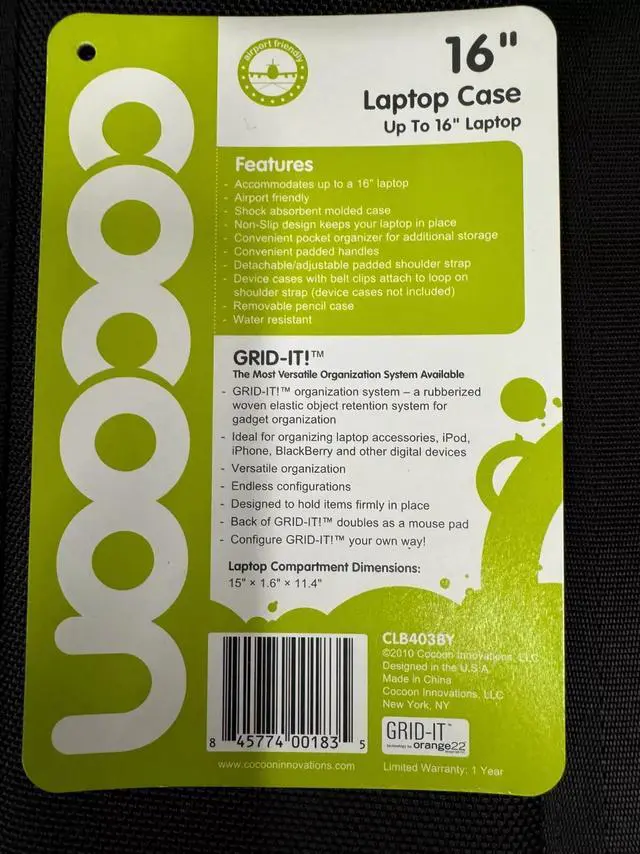 cocoon
airport friendly
16"
Laptop Case
Up To 16" Laptop
Features
- Accommodates up to a 16" laptop
- Airport friendly
- Shock absorbent molded case
- Non-Slip design keeps your laptop in place
- Convenient pocket organizer for additional storage
- Convenient padded handles
- Detachable/adjustable padded shoulder strap
- Device cases with belt clips attach to loop on
shoulder strap (device cases not included)
- Removable pencil case
- Water resistant
GRID-IT!™
The Most Versatile Organization System Available
- GRID-IT!™ organization system – a rubberized
woven elastic object retention system for
gadget organization
- Ideal for organizing laptop accessories, iPod,
iPhone, BlackBerry and other digital devices
- Versatile organization
- Endless configurations
- Designed to hold items firmly in place
- Back of GRID-IT!™ doubles as a mouse pad
- Configure GRID-IT!™ your own way!
Laptop Compartment Dimensions:
15" × 1.6" × 11.4"
8 45774 00183 5
www.cocooninnovations.com
CLB403BY
©2010 Cocoon Innovations, LLC
Designed in the U.S.A.
Made in China
Cocoon Innovations, LLC
New York, NY
GRID-IT™
technology by orange22
Limited Warranty: 1 Year